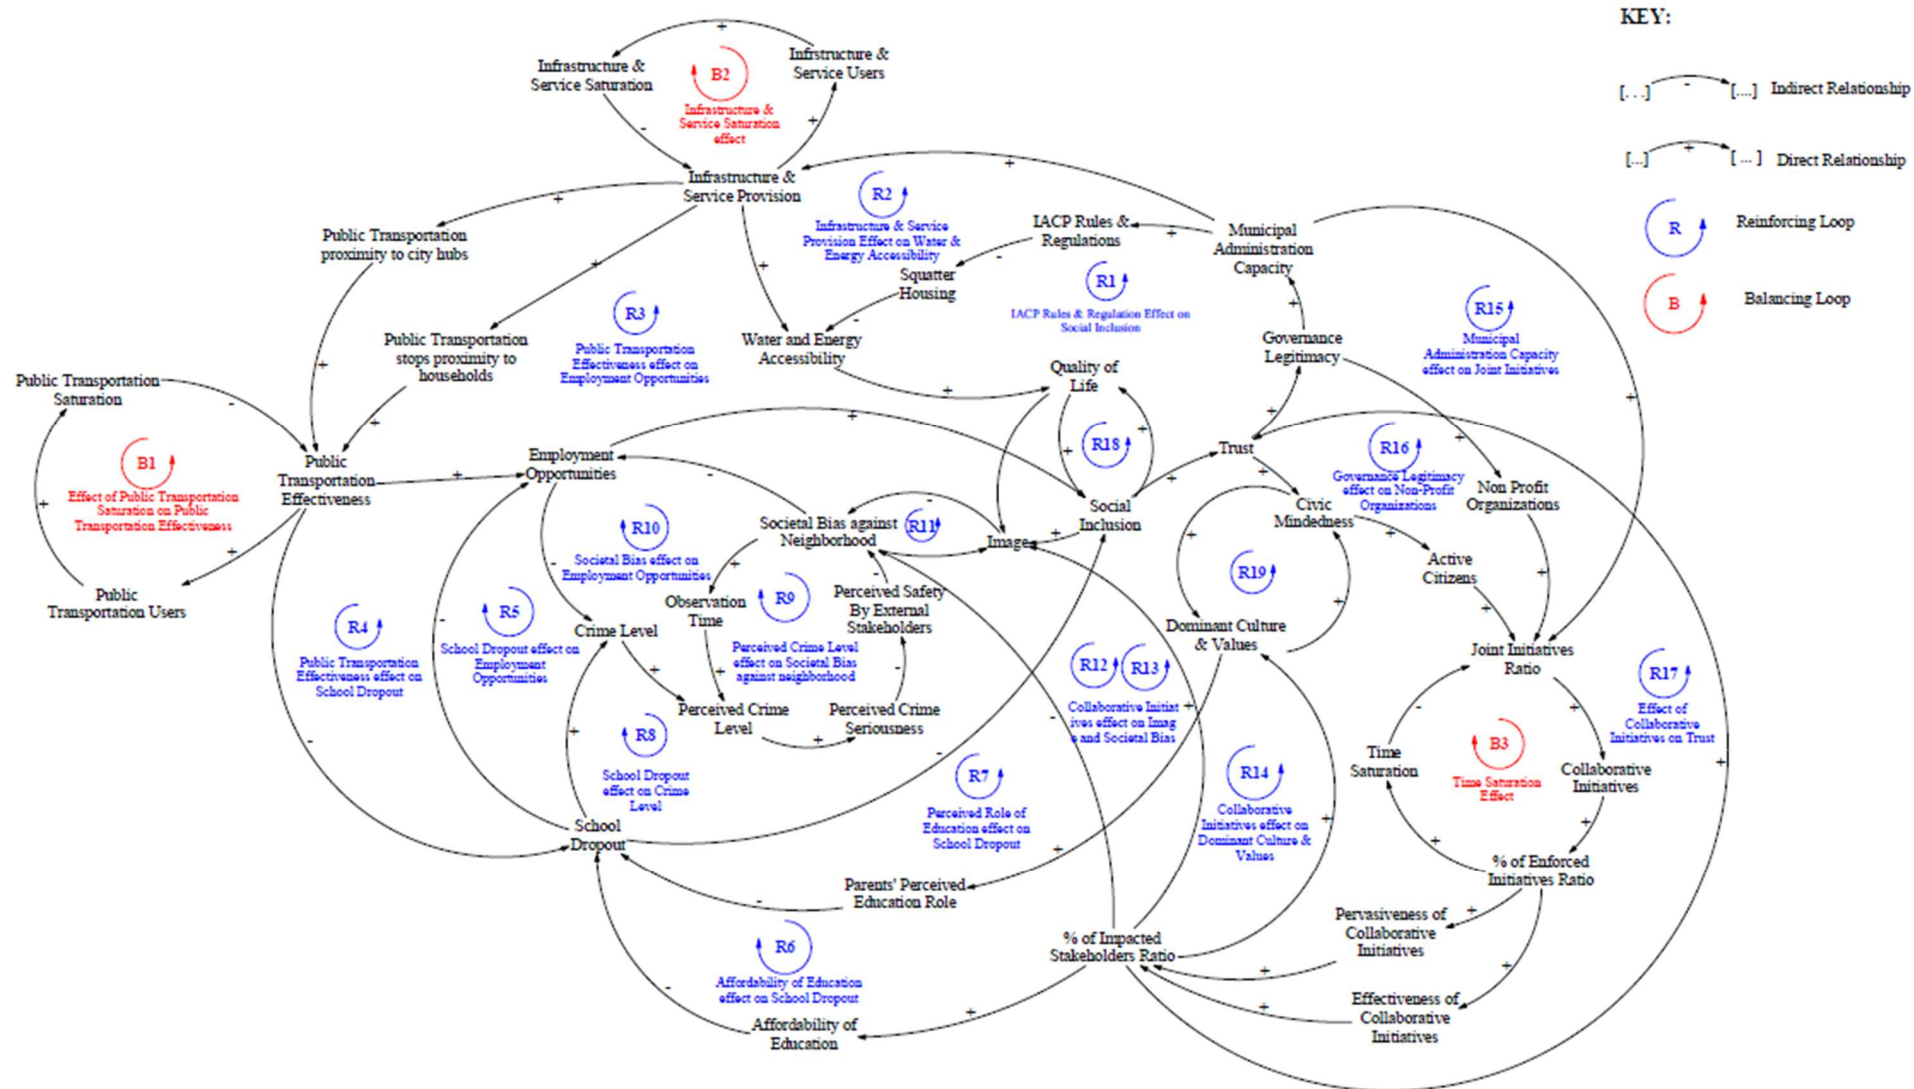 KEY:
[. . .] - [....] Indirect Relationship
[...] + [ ... ] Direct Relationship
R Reinforcing Loop
B Balancing Loop
+
Infrastructure &
Service Saturation
B2
Infrastructure &
Service Saturation
effect
Infrstructure &
Service Users
-
+
Infrastructure &
Service Provision
+
+
+
+
R2
Infrastructure & Service
Provision Effect on Water &
Energy Accessibility
IACP Rules &
Regulations
+
-
Municipal
Administration
Capacity
Squatter
Housing
-
R1
IACP Rules & Regulation Effect on
Social Inclusion
Public Transportation
proximity to city hubs
+
Public Transportation
stops proximity to
households
+
R3
Public Transportation
Effectiveness effect on
Employment Opportunities
Water and Energy
Accessibility
+
+
Governance
Legitimacy
+
+
R15
Municipal
Administration Capacity
effect on Joint Initiatives
+
Public Transportation
Saturation
-
B1
Effect of Public Transportation
Saturation on Public
Transportation Effectiveness
+
+
Public
Transportation Users
Public
Transportation
Effectiveness
+
Employment
Opportunities
+
-
Quality of
Life
+
R18
+
Social
Inclusion
+
+
Trust
+
R16
Governance Legitimacy
effect on Non-Profit
Organizations
Non Profit
Organizations
+
Civic
Mindedness
+
Active
Citizens
+
Societal Bias against
Neighborhood
-
R11
Image
R10
Societal Bias effect on
Employment Opportunities
-
+
Observation
Time
+
R9
Perceived Crime Level
effect on Societal Bias
against neighborhood
-
Perceived Safety
By External
Stakeholders
-
Perceived Crime
Seriousness
+
Perceived Crime
Level
Crime Level
+
R4
Public Transportation
Effectiveness effect on
School Dropout
-
-
R5
School Dropout effect on
Employment
Opportunities
R8
School Dropout
effect on Crime
Level
+
School
Dropout
-
+
R19
+
Dominant Culture
& Values
R12
R13
Collaborative Initiat
ives effect on Imag
e and Societal Bias
-
+
R7
Perceived Role of
Education effect on
School Dropout
+
R14
Collaborative
Initiatives effect on
Dominant Culture &
Values
+
Joint Initiatives
Ratio
-
+
Time
Saturation
B3
Time Saturation
Effect
Collaborative
Initiatives
+
+
R17
Effect of
Collaborative
Initiatives on Trust
+
% of Enforced
Initiatives Ratio
+
+
Pervasiveness of
Collaborative
Initiatives
+
Effectiveness of
Collaborative
Initiatives
+
% of Impacted
Stakeholders Ratio
+
Parents' Perceived
Education Role
-
R6
Affordability of Education
effect on School Dropout
-
Affordability of
Education